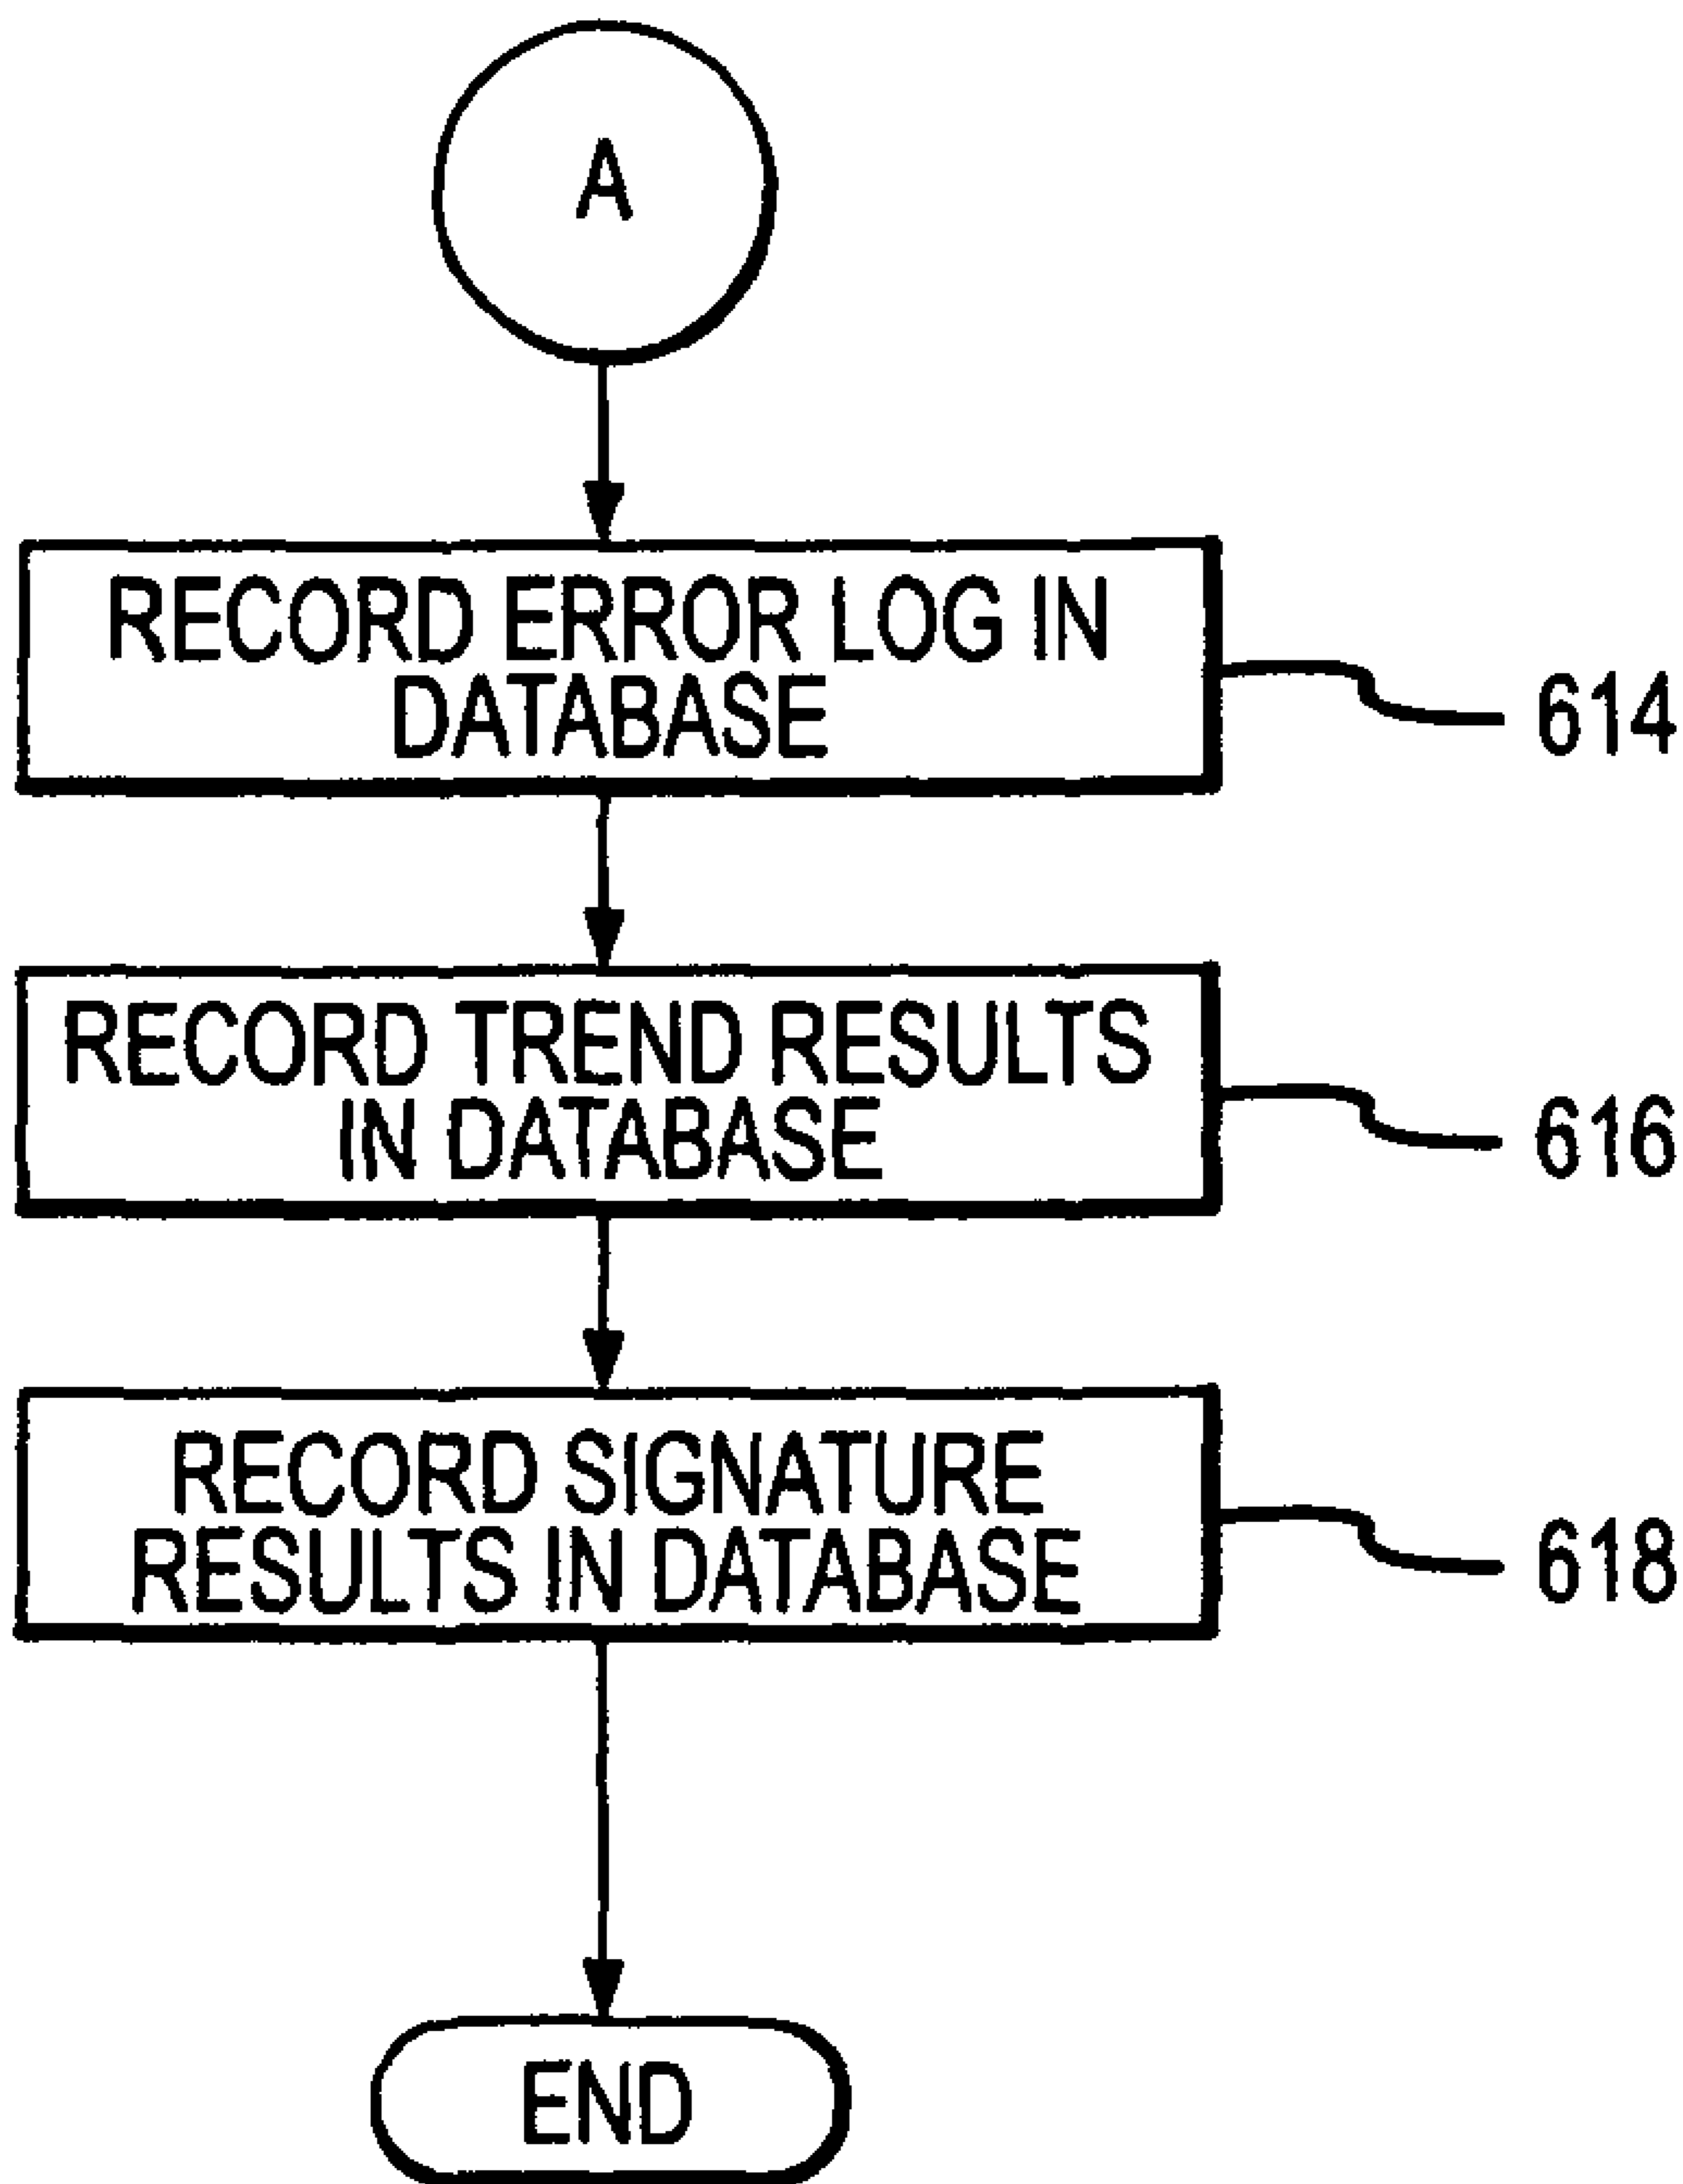 A
RECORD ERROR LOG IN
DATABASE
614
RECORD TREND RESULTS
IN DATABASE
616
RECORD SIGNATURE
RESULTS IN DATABASE
618
END